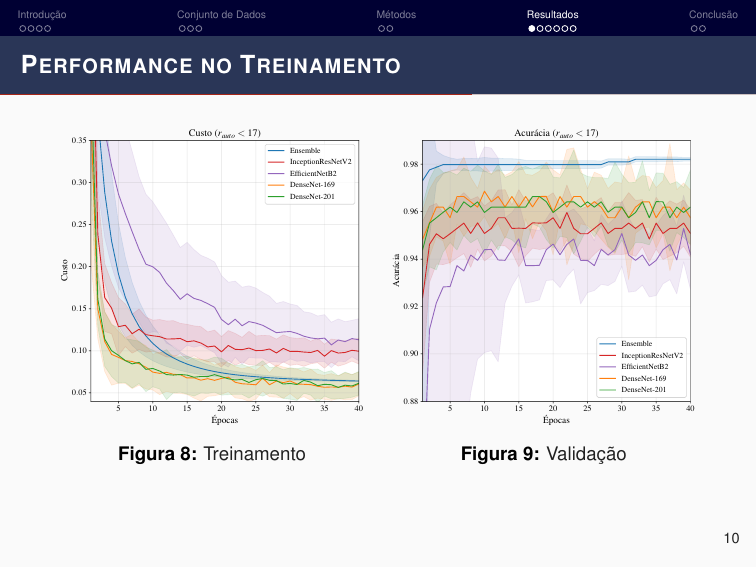 Introdução Conjunto de Dados Métodos Resultados Conclusão
PERFORMANCE NO TREINAMENTO
Custo (r_auto < 17)
0.35
0.30
0.25
0.20
0.15
0.10
0.05
Custo
Ensemble
InceptionResNetV2
EfficientNetB2
DenseNet-169
DenseNet-201
5 10 15 20 25 30 35 40
Épocas
Figura 8: Treinamento
Acurácia (r_auto < 17)
0.98
0.96
0.94
0.92
0.90
0.88
Acurácia
Ensemble
InceptionResNetV2
EfficientNetB2
DenseNet-169
DenseNet-201
5 10 15 20 25 30 35 40
Épocas
Figura 9: Validação
10